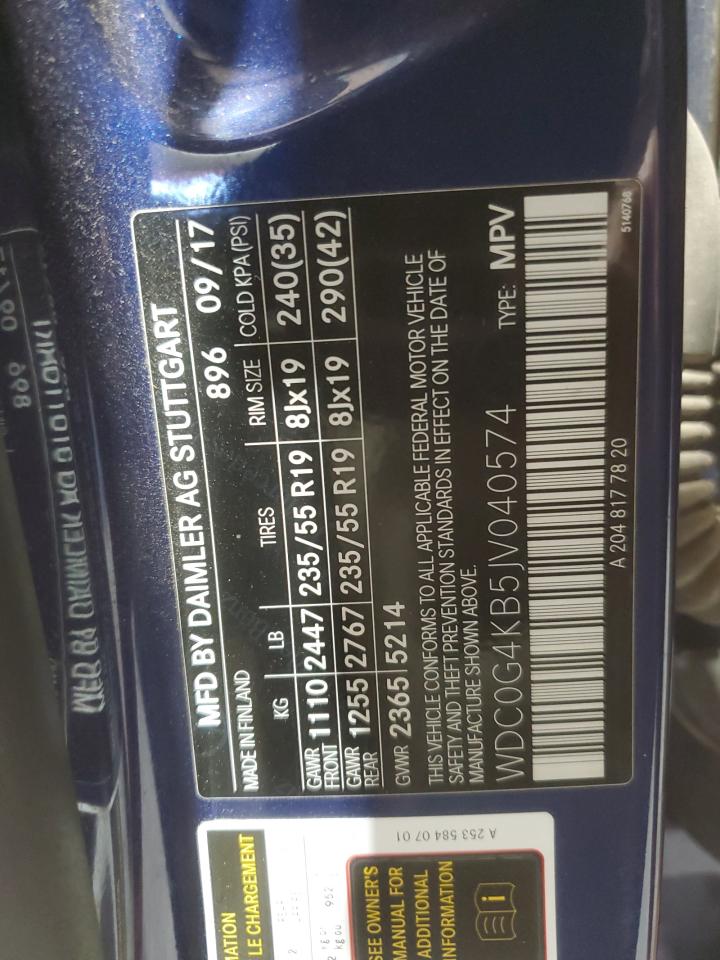 MFD BY DAIMLER AG STUTTGART
MADE IN FINLAND 896 09/17
KG LB TIRES RIM SIZE COLD KPA(PSI)
GAWR FRONT 1110 2447 235/55 R19 8Jx19 240(35)
GAWR REAR 1255 2767 235/55 R19 8Jx19 290(42)
GVWR 2365 5214
THIS VEHICLE CONFORMS TO ALL APPLICABLE FEDERAL MOTOR VEHICLE
SAFETY AND THEFT PREVENTION STANDARDS IN EFFECT ON THE DATE OF
MANUFACTURE SHOWN ABOVE.
WDC0G4KB5JV040574 TYPE: MPV
A 204 817 78 20
5140768
LE CHARGEMENT
SEE OWNER'S
MANUAL FOR
ADDITIONAL
INFORMATION
A 253 584 07 01